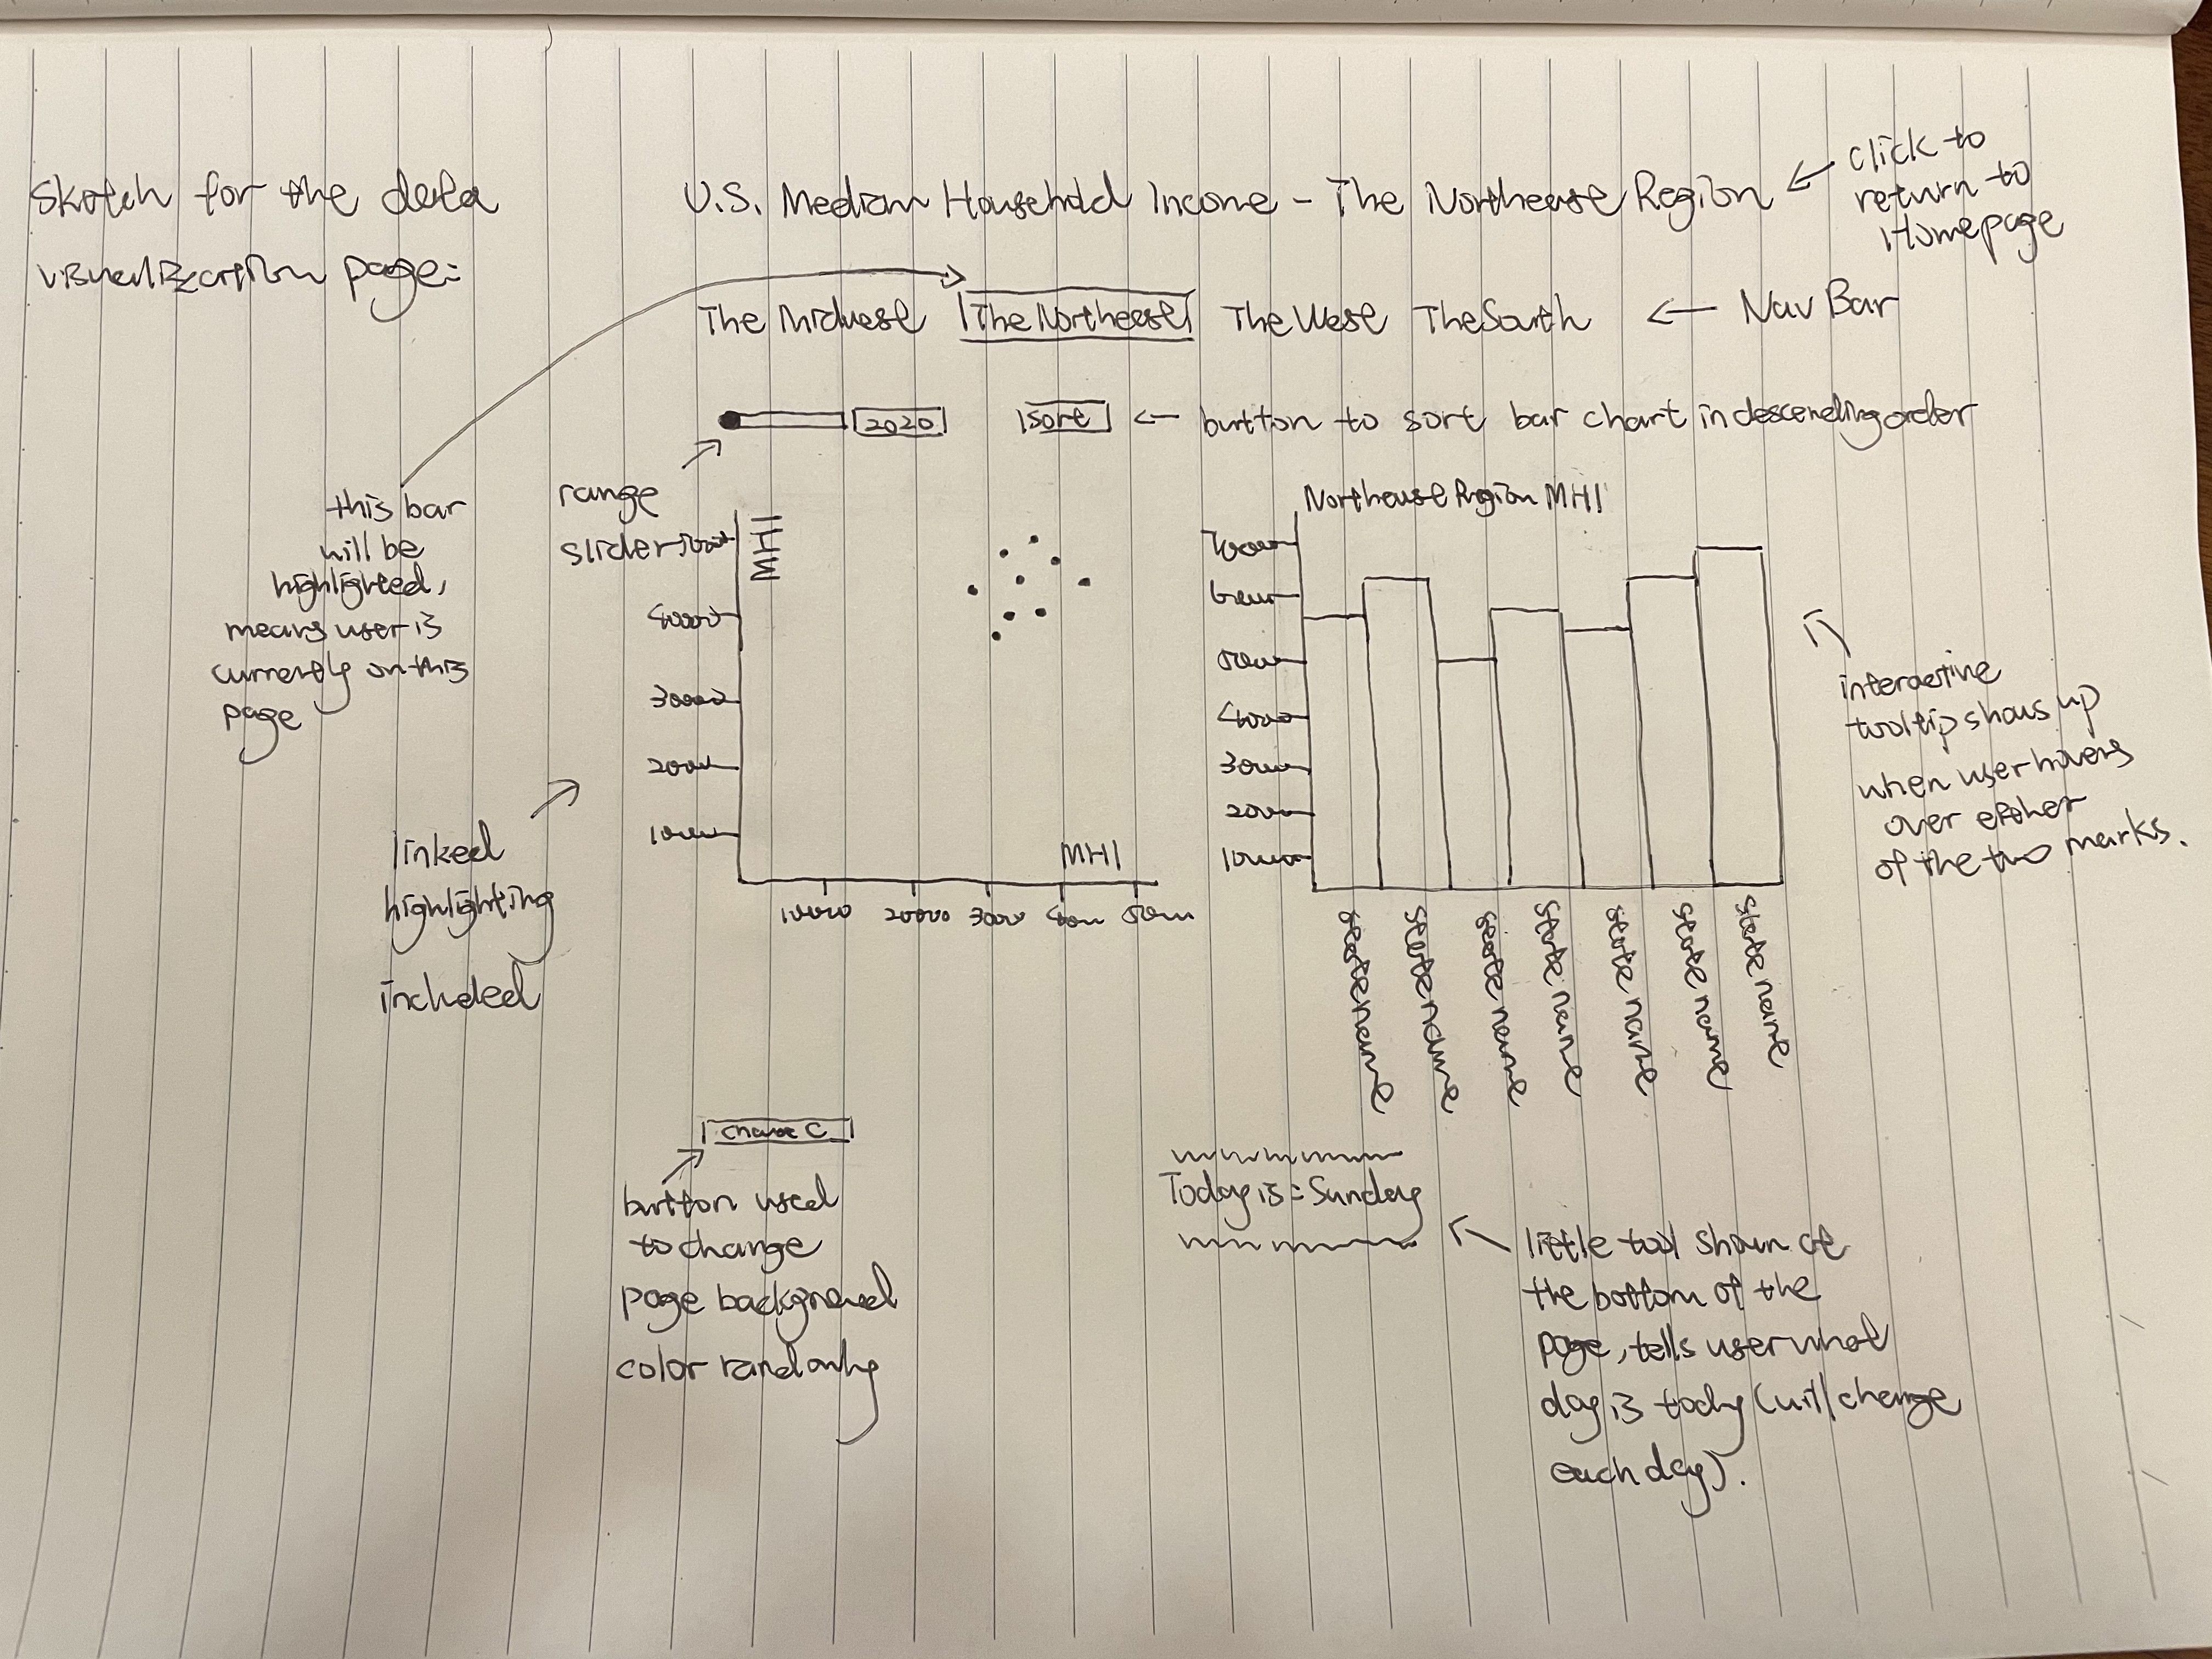 Sketch for the data
visualization page:
U.S. Median Household Income - The Northeast Region
click to
return to
Homepage
The Midwest The Northeast The West The South
Nav Bar
2020
Sort
button to sort bar chart in descending order
this bar
will be
highlighted,
means user is
currently on this
page
range
slider
MHI
40000
30000
20000
10000
MHI
10000 20000 30000 40000 50000
linked
highlighting
included
Northeast Region MHI
70000
60000
50000
40000
30000
20000
10000
state name
state name
state name
state name
state name
state name
state name
interactive
tooltip shows up
when user hovers
over either
of the two marks.
Change C
button used
to change
page background
color randomly
Today is: Sunday
little tool shown at
the bottom of the
page, tells user what
day is today (will change
each day).